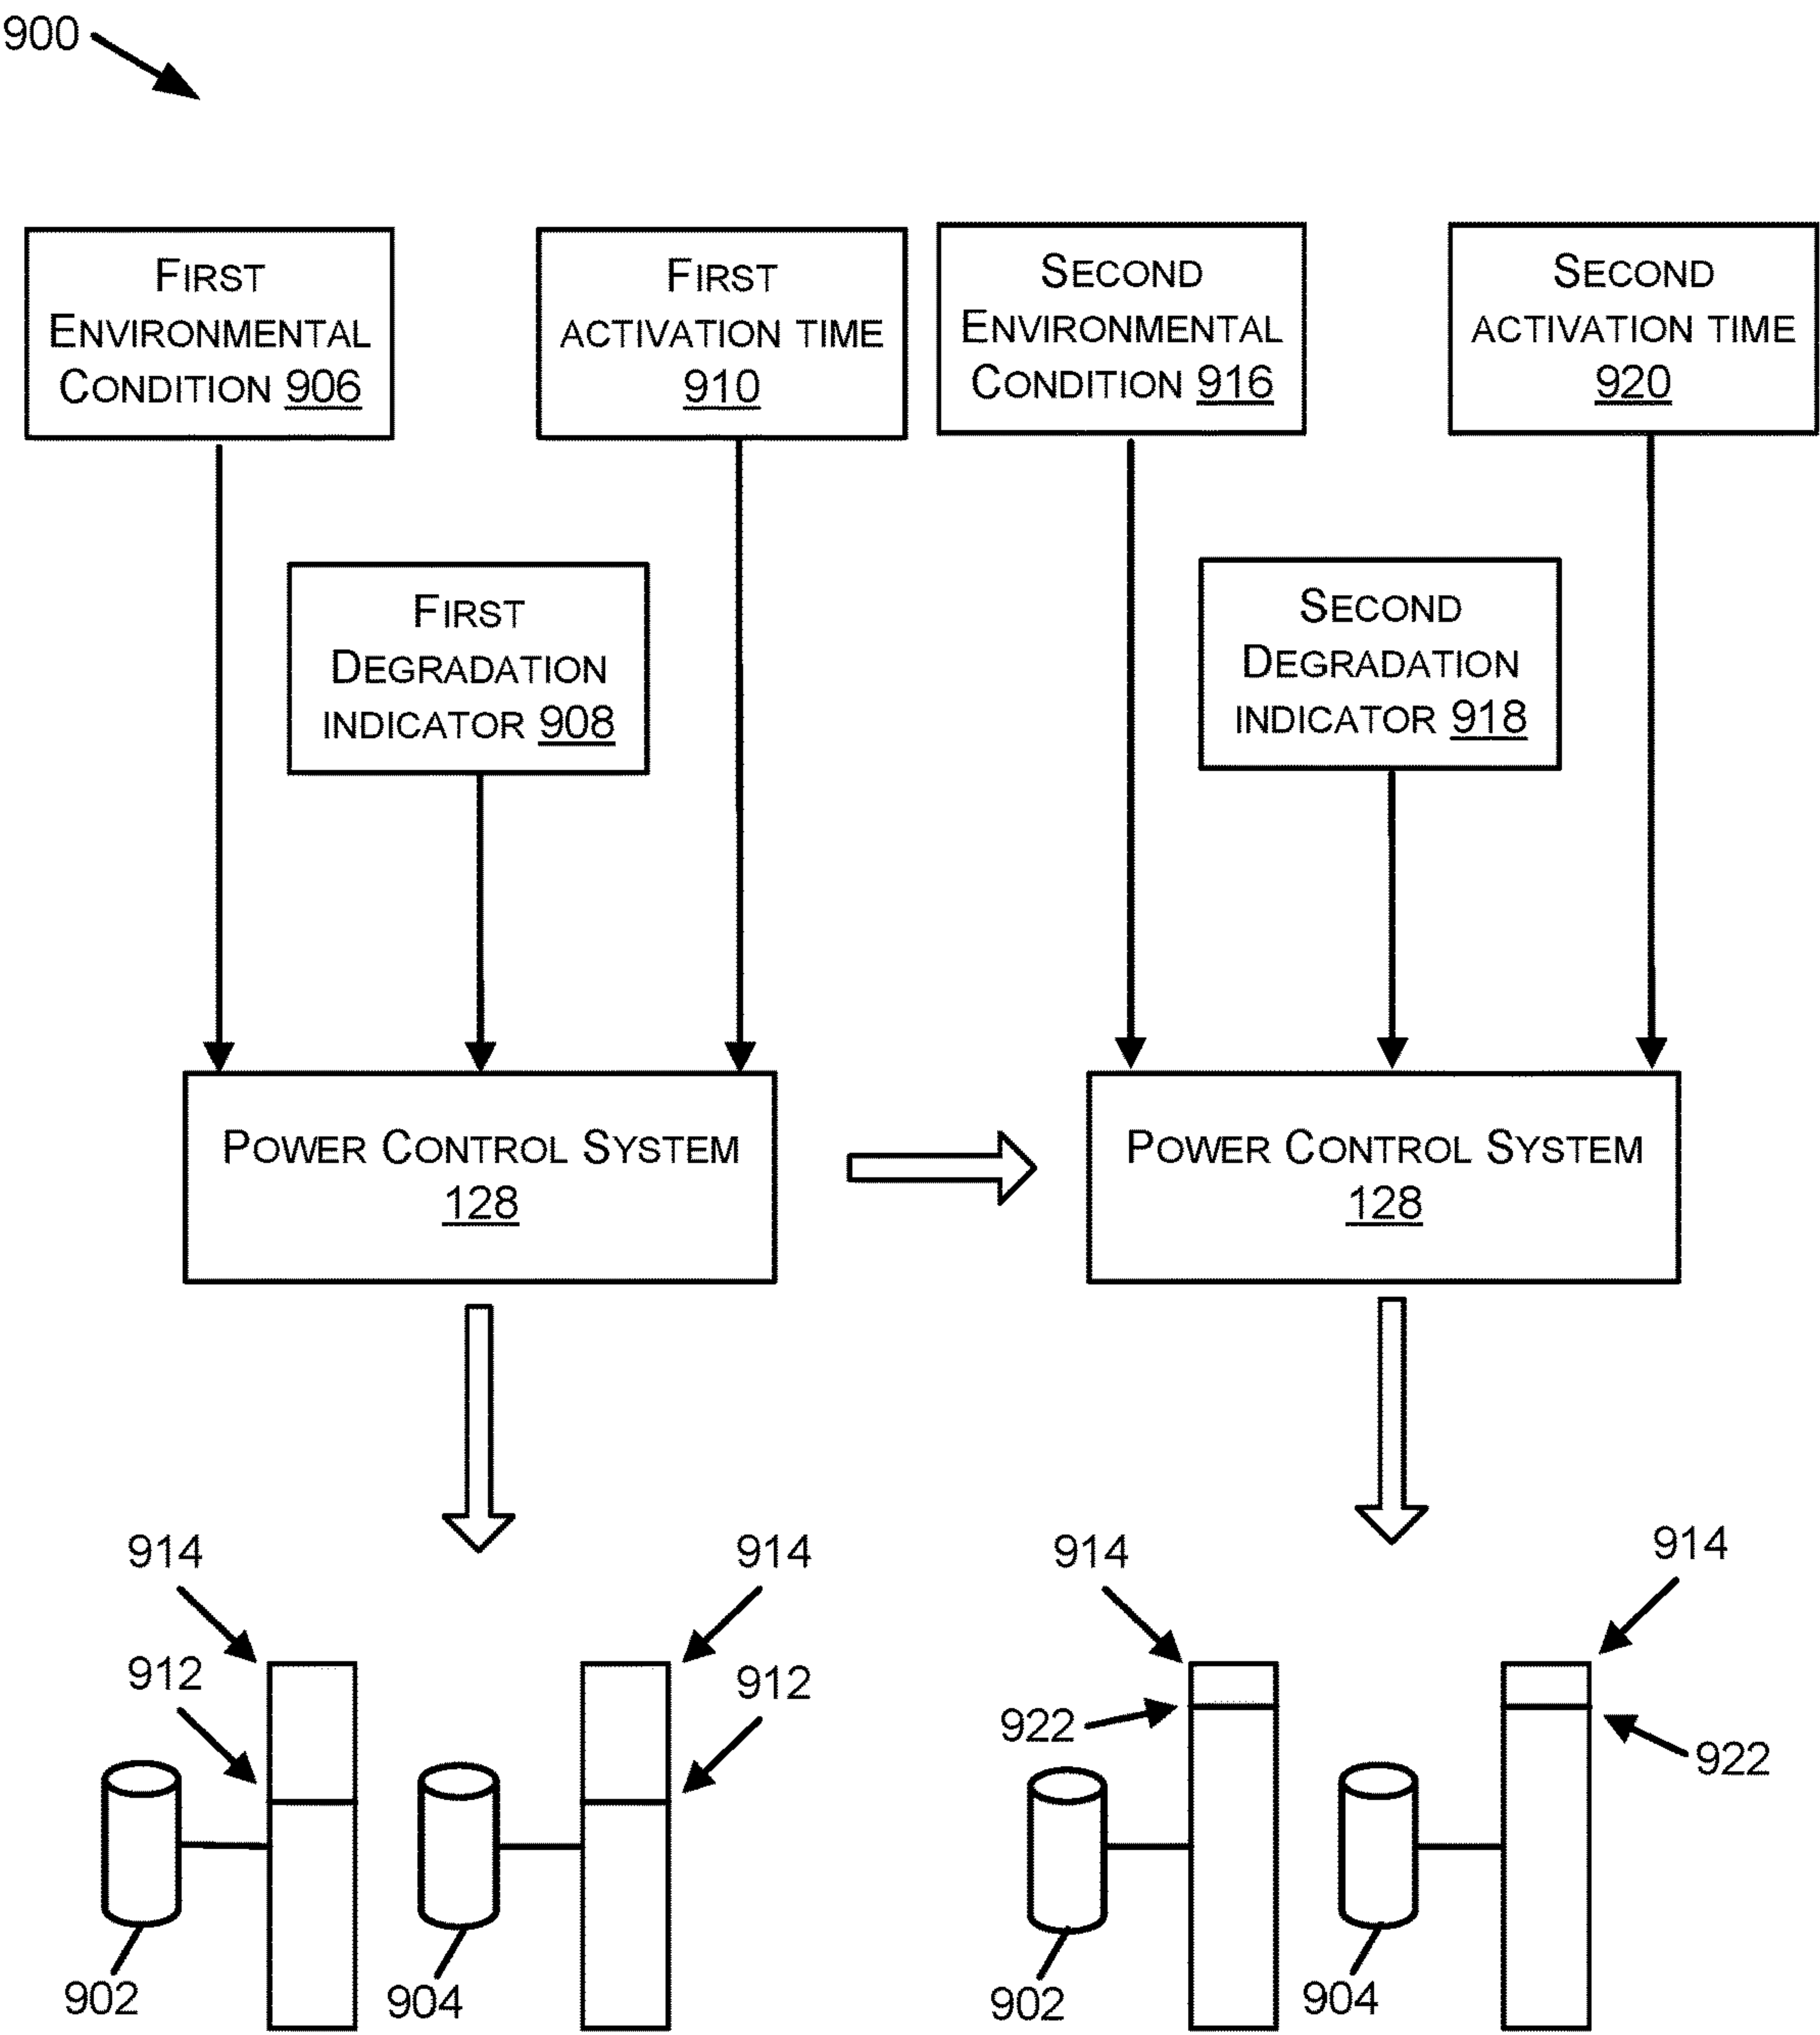 900
FIRST
ENVIRONMENTAL
CONDITION 906
FIRST
ACTIVATION TIME
910
SECOND
ENVIRONMENTAL
CONDITION 916
SECOND
ACTIVATION TIME
920
FIRST
DEGRADATION
INDICATOR 908
SECOND
DEGRADATION
INDICATOR 918
POWER CONTROL SYSTEM
128
POWER CONTROL SYSTEM
128
914
914
914
914
912
912
922
922
902
904
902
904